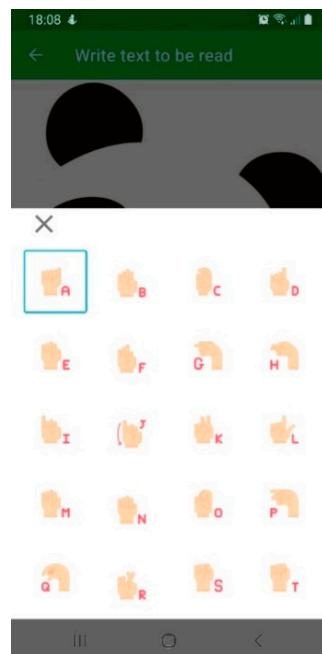 18:08
Write text to be read
A B C D
E F G H
I J K L
M N O P
Q R S T